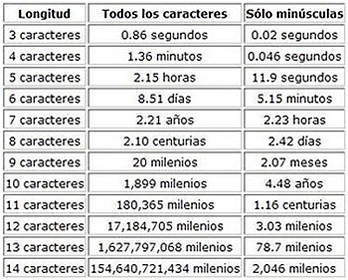 Longitud Todos los caracteres Sólo minúsculas
3 caracteres 0.86 segundos 0.02 segundos
4 caracteres 1.36 minutos 0.046 segundos
5 caracteres 2.15 horas 11.9 segundos
6 caracteres 8.51 días 5.15 minutos
7 caracteres 2.21 años 2.23 horas
8 caracteres 2.10 centurias 2.42 días
9 caracteres 20 milenios 2.07 meses
10 caracteres 1,899 milenios 4.48 años
11 caracteres 180,365 milenios 1.16 centurias
12 caracteres 17,184,705 milenios 3.03 milenios
13 caracteres 1,627,797,068 milenios 78.7 milenios
14 caracteres 154,640,721,434 milenios 2,046 milenios